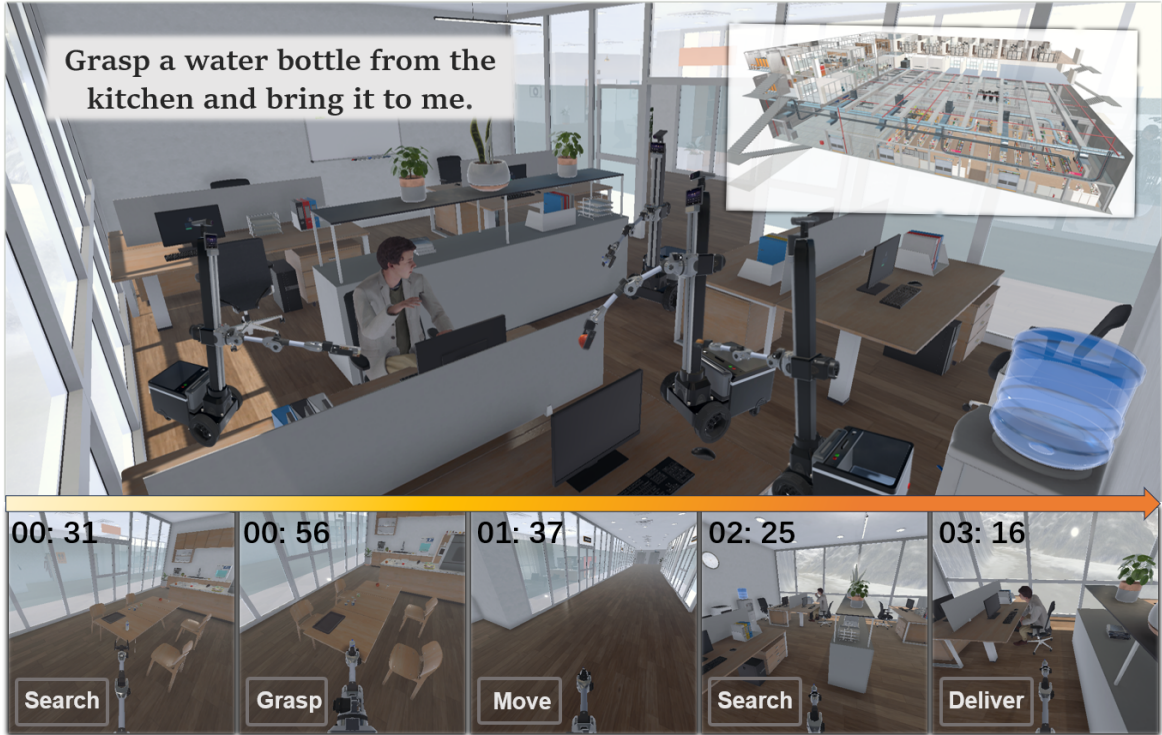 Grasp a water bottle from the
kitchen and bring it to me.
00: 31
00: 56
01: 37
02: 25
03: 16
Search
Grasp
Move
Search
Deliver